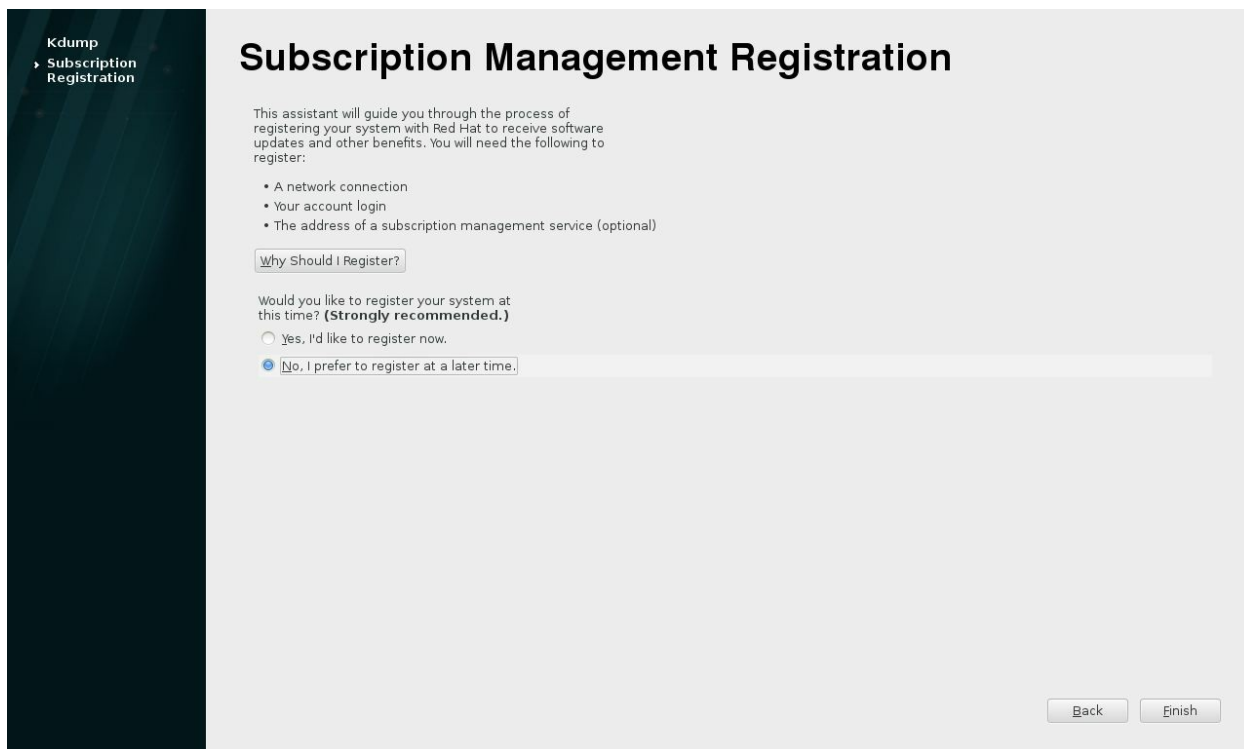 Kdump
Subscription
Registration
Subscription Management Registration
This assistant will guide you through the process of
registering your system with Red Hat to receive software
updates and other benefits. You will need the following to
register:
• A network connection
• Your account login
• The address of a subscription management service (optional)
Why Should I Register?
Would you like to register your system at
this time? (Strongly recommended.)
Yes, I'd like to register now.
No, I prefer to register at a later time.
Back
Finish